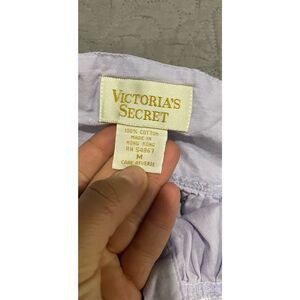 VICTORIA'S
SECRET
100% COTTON
MADE IN
HONG KONG
RN 54867
M
CARE REVERSE